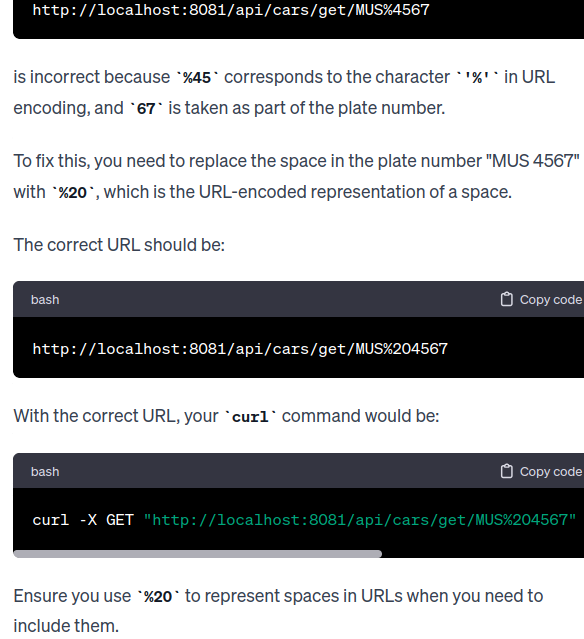 http://localhost:8081/api/cars/get/MUS%4567
is incorrect because `%45` corresponds to the character `'%'` in URL
encoding, and `67` is taken as part of the plate number.
To fix this, you need to replace the space in the plate number "MUS 4567"
with `%20`, which is the URL-encoded representation of a space.
The correct URL should be:
bash
Copy code
http://localhost:8081/api/cars/get/MUS%204567
With the correct URL, your `curl` command would be:
bash
Copy code
curl -X GET "http://localhost:8081/api/cars/get/MUS%204567"
Ensure you use `%20` to represent spaces in URLs when you need to
include them.